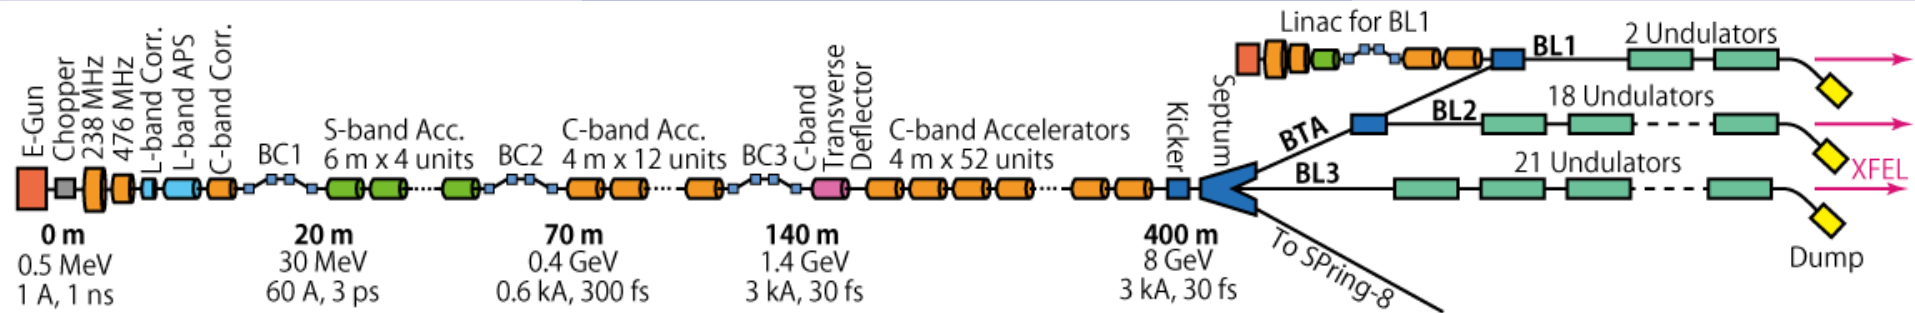 E-Gun
Chopper
238 MHz
476 MHz
L-band Corr.
L-band APS
C-band Corr.
BC1
S-band Acc.
6 m x 4 units
BC2
C-band Acc.
4 m x 12 units
BC3
C-band
Transverse
Deflector
C-band Accelerators
4 m x 52 units
Kicker
Septum
Linac for BL1
BL1
2 Undulators
BTA
BL2
18 Undulators
BL3
21 Undulators
XFEL
Dump
To SPring-8
0 m
0.5 MeV
1 A, 1 ns
20 m
30 MeV
60 A, 3 ps
70 m
0.4 GeV
0.6 kA, 300 fs
140 m
1.4 GeV
3 kA, 30 fs
400 m
8 GeV
3 kA, 30 fs